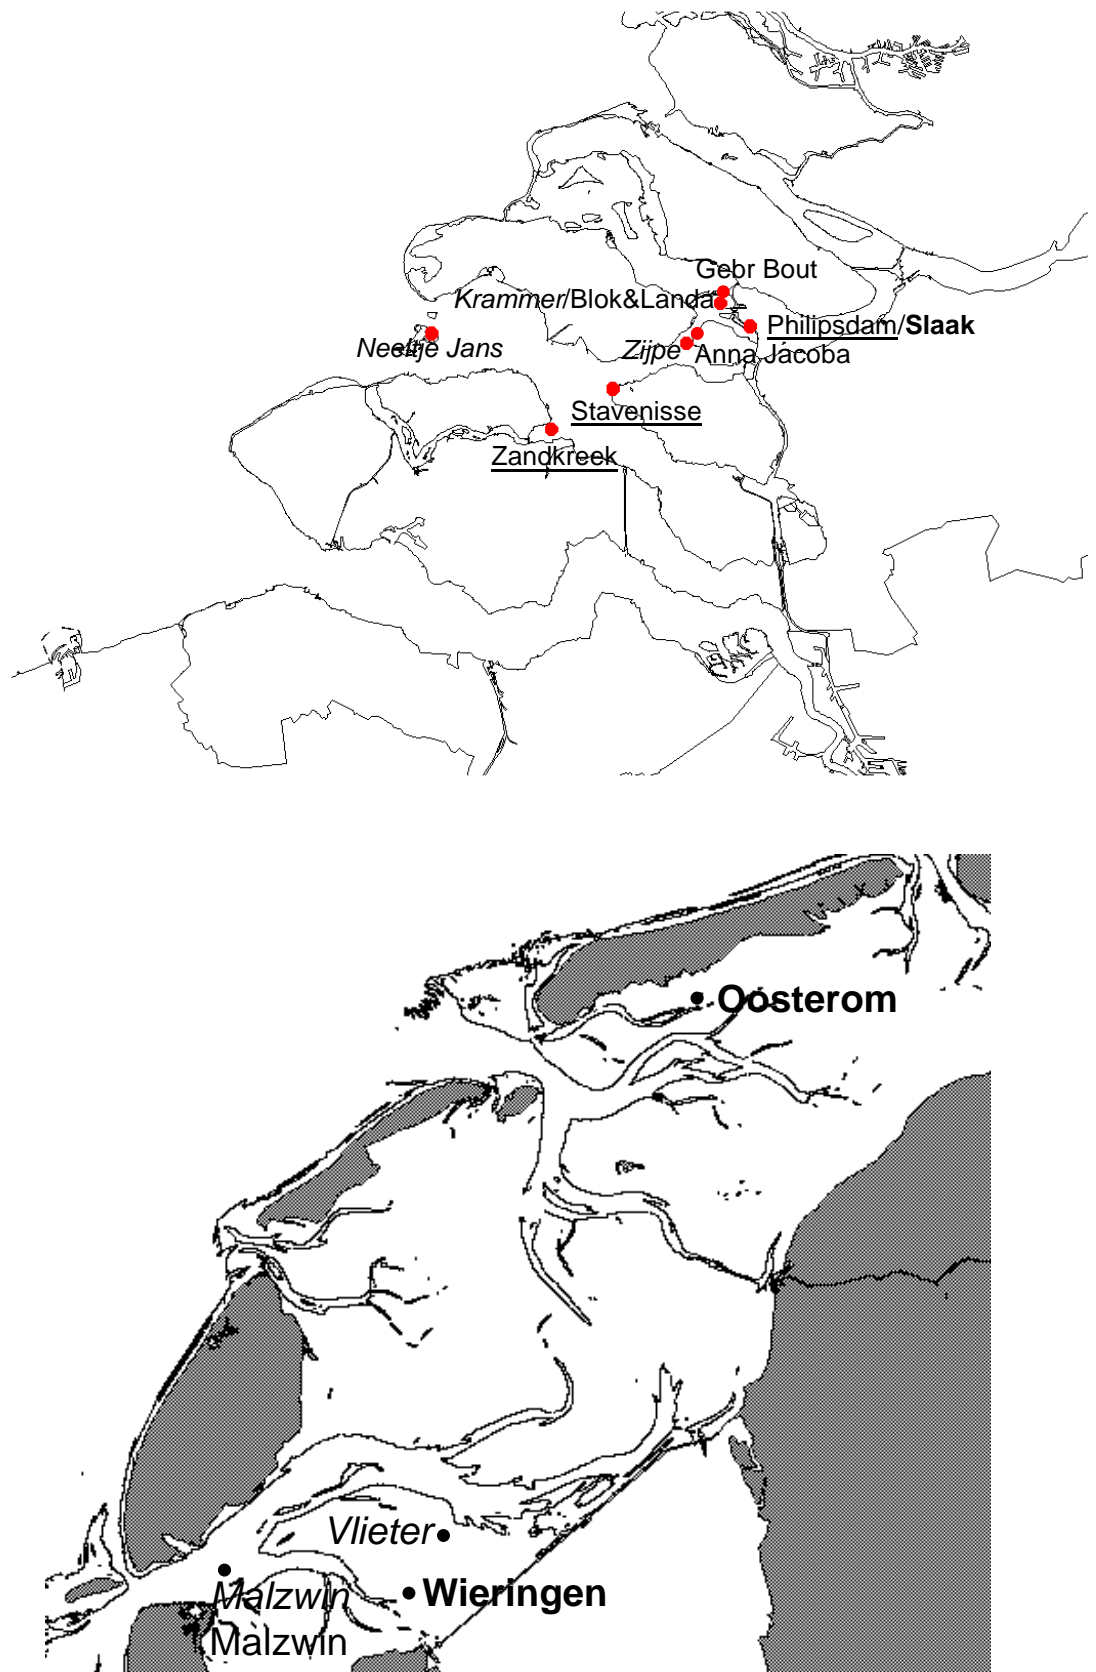 Gebr Bout
Krammer/Blok&Landa
Philipsdam/Slaak
Neeltje Jans
Zijpe
Anna Jacoba
Stavenisse
Zandkreek
Oosterom
Vlieter
Malzwin
Wieringen
Malzwin